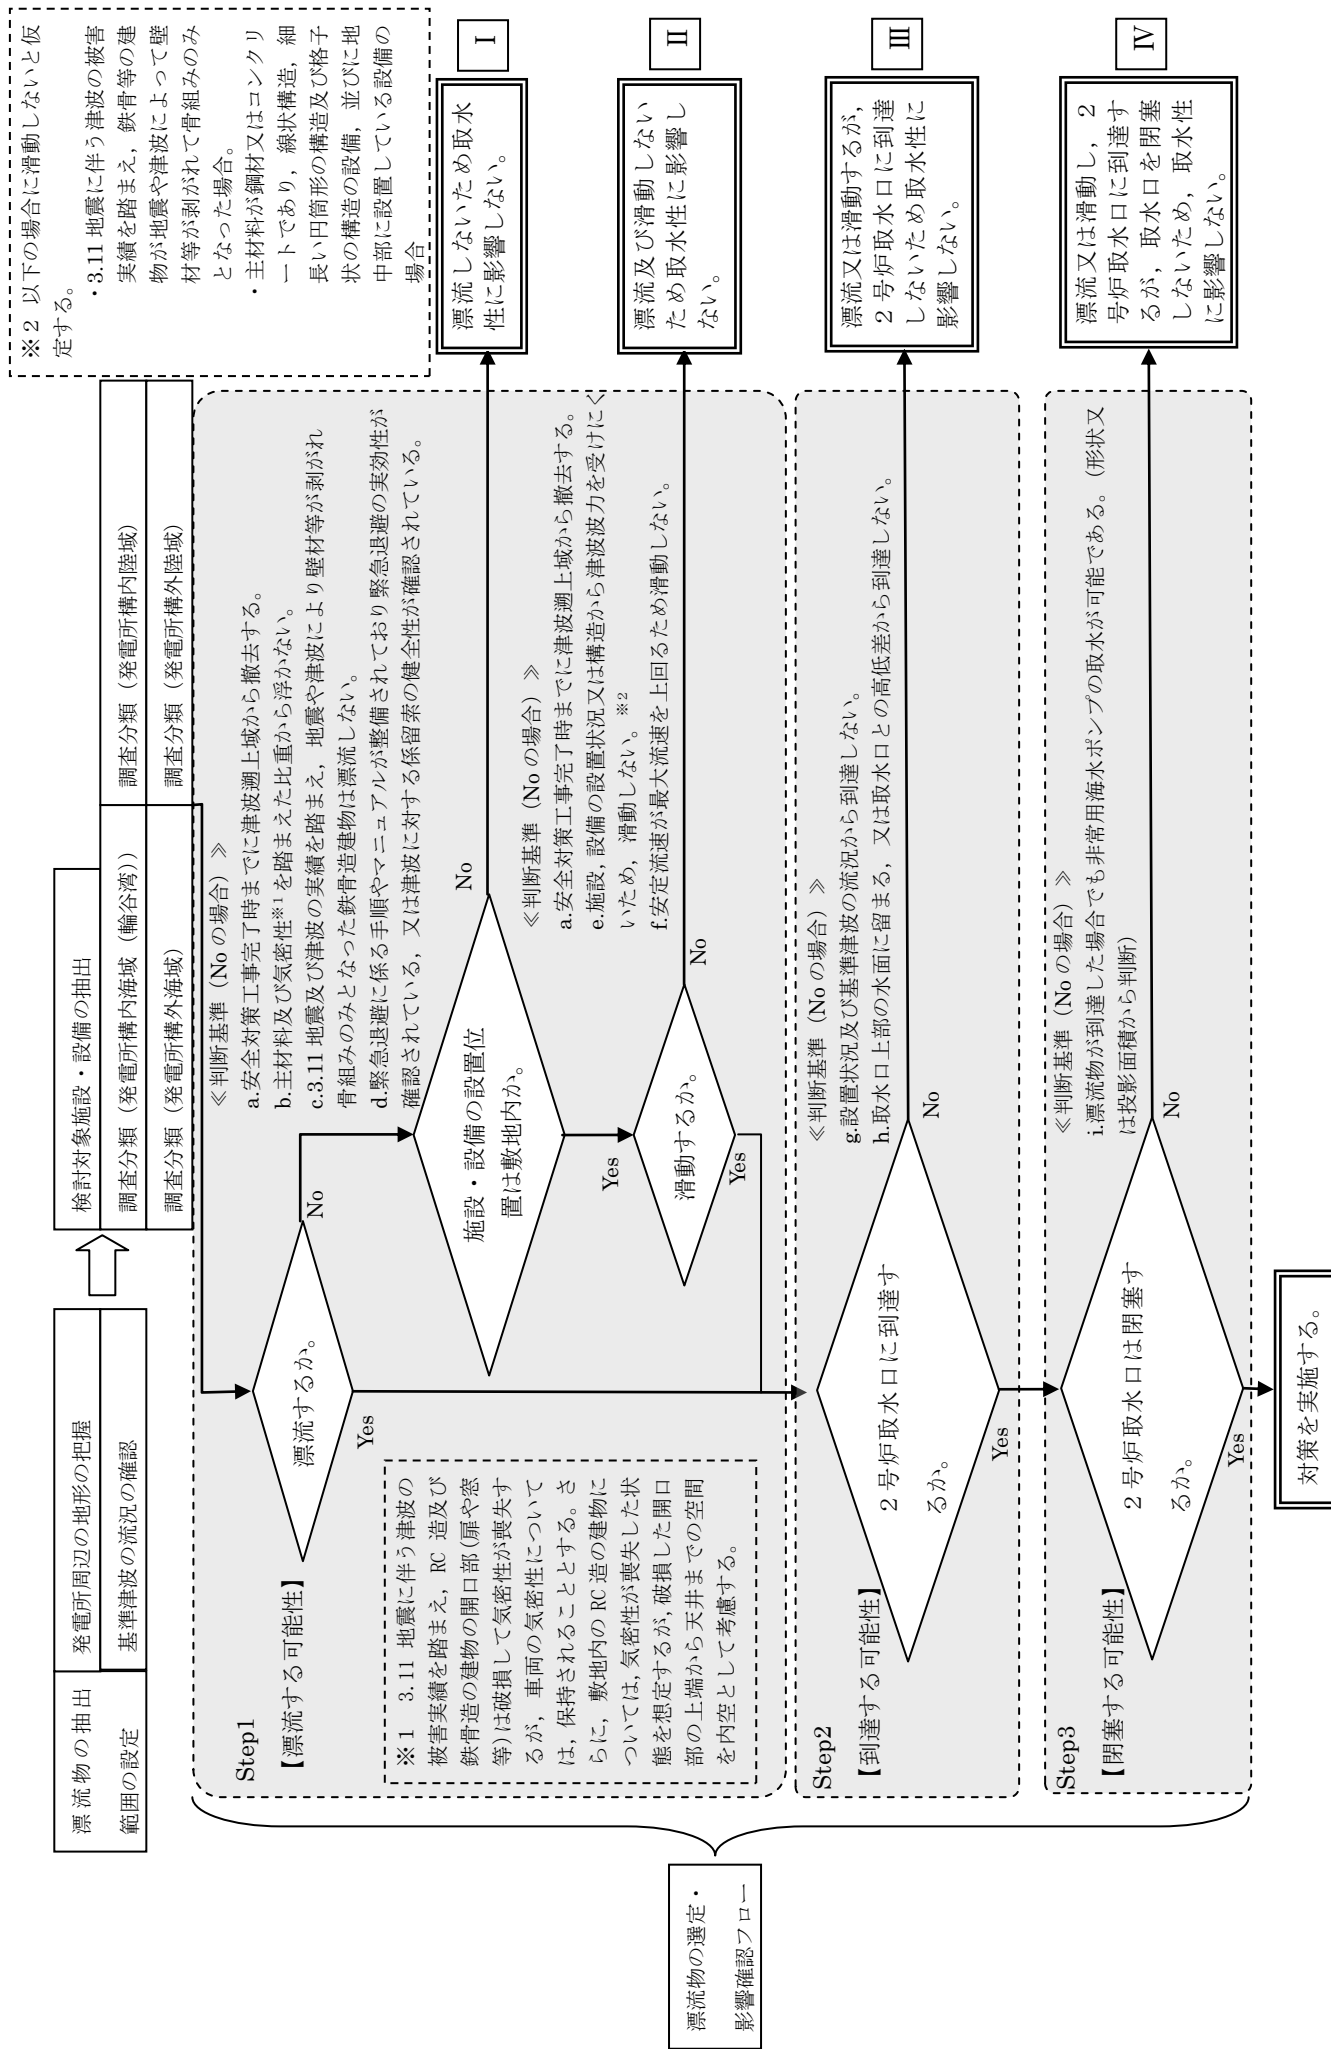 漂流物の抽出
範囲の設定
発電所周辺の地形の把握
基準津波の流況の確認
検討対象施設・設備の抽出
調査分類（発電所構内海域（輪谷湾））
調査分類（発電所構内陸域）
調査分類（発電所構外海域）
調査分類（発電所構外陸域）
※２ 以下の場合に滑動しないと仮
定する。
・3.11 地震に伴う津波の被害
実績を踏まえ，鉄骨等の建
物が地震や津波によって壁
材等が剥がれて骨組みのみ
となった場合。
・主材料が鋼材又はコンクリ
ートであり，線状構造，細
長い円筒形の構造及び格子
状の構造の設備，並びに地
中部に設置している設備の
場合
漂流物の選定・
影響確認フロー
Step1
【漂流する可能性】
漂流するか。
No
Yes
≪判断基準（No の場合）≫
a.安全対策工事完了時までに津波遡上域から撤去する。
b.主材料及び気密性※1を踏まえた比重から浮かない。
c.3.11 地震及び津波の実績を踏まえ，地震や津波により壁材等が剥がれ
骨組みのみとなった鉄骨造建物は漂流しない。
d.緊急退避に係る手順やマニュアルが整備されており緊急退避の実効性が
確認されている，又は津波に対する係留索の健全性が確認されている。
※１ 3.11 地震に伴う津波の
被害実績を踏まえ，RC 造及び
鉄骨造の建物の開口部(扉や窓
等)は破損して気密性が喪失す
るが，車両の気密性について
は，保持されることとする。さ
らに，敷地内の RC 造の建物に
ついては，気密性が喪失した状
態を想定するが，破損した開口
部の上端から天井までの空間
を内空として考慮する。
施設・設備の設置位
置は敷地内か。
No
Yes
漂流しないため取水
性に影響しない。
Ⅰ
≪判断基準（No の場合）≫
a.安全対策工事完了時までに津波遡上域から撤去する。
e.施設，設備の設置状況又は構造から津波波力を受けにく
いため，滑動しない。※2
f.安定流速が最大流速を上回るため滑動しない。
滑動するか。
No
Yes
漂流及び滑動しない
ため取水性に影響し
ない。
Ⅱ
Step2
【到達する可能性】
≪判断基準（No の場合）≫
g.設置状況及び基準津波の流況から到達しない。
h.取水口上部の水面に留まる，又は取水口との高低差から到達しない。
２号炉取水口に到達す
るか。
No
Yes
漂流又は滑動するが，
２号炉取水口に到達
しないため取水性に
影響しない。
Ⅲ
Step3
【閉塞する可能性】
≪判断基準（No の場合）≫
i.漂流物が到達した場合でも非常用海水ポンプの取水が可能である。（形状又
は投影面積から判断）
２号炉取水口は閉塞す
るか。
No
Yes
漂流又は滑動し，２
号炉取水口に到達す
るが，取水口を閉塞
しないため，取水性
に影響しない。
Ⅳ
対策を実施する。